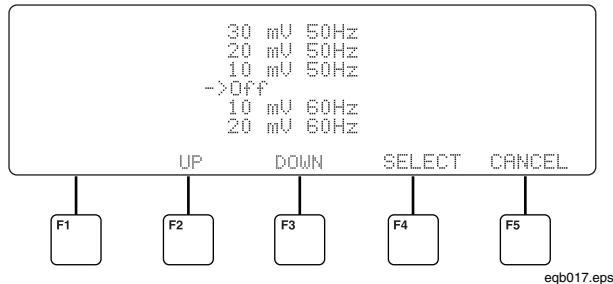 30 mV 50Hz
20 mV 50Hz
10 mV 50Hz
->Off
10 mV 60Hz
20 mV 60Hz
UP DOWN SELECT CANCEL
F1 F2 F3 F4 F5
eqb017.eps